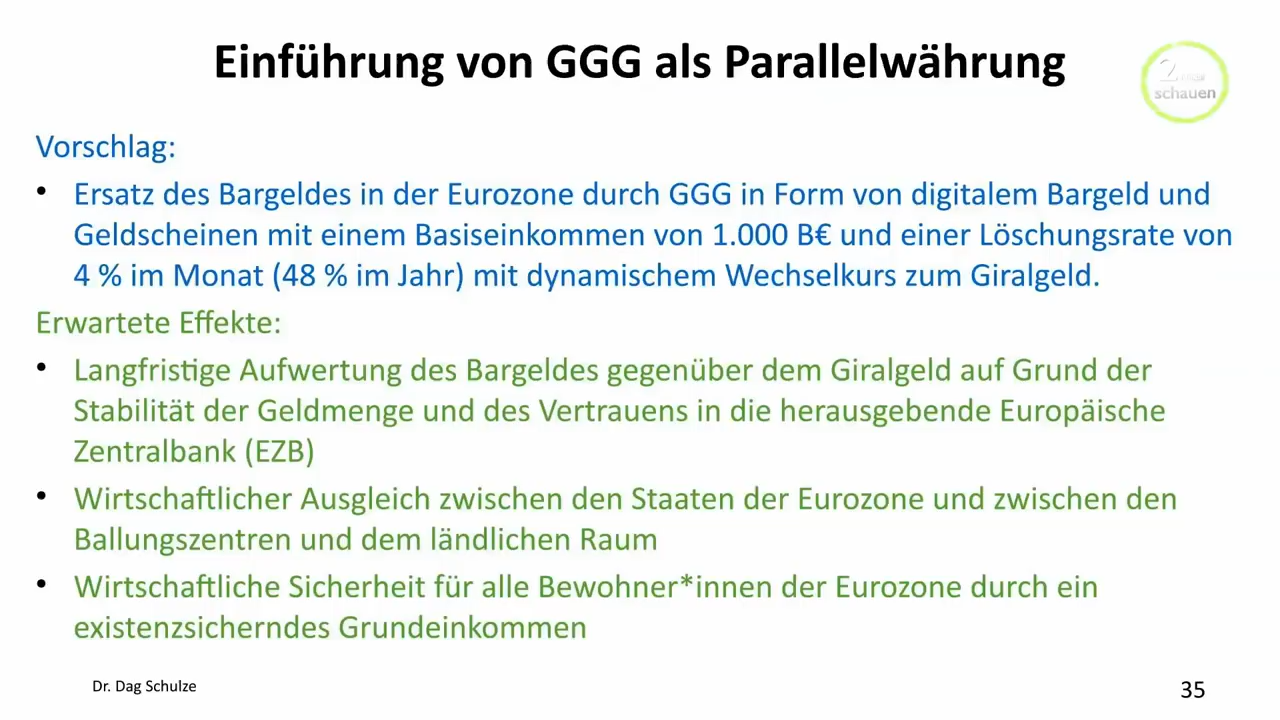 Einführung von GGG als Parallelwährung
2
schauen
Vorschlag:
• Ersatz des Bargeldes in der Eurozone durch GGG in Form von digitalem Bargeld und
Geldscheinen mit einem Basiseinkommen von 1.000 B€ und einer Löschungsrate von
4 % im Monat (48 % im Jahr) mit dynamischem Wechselkurs zum Giralgeld.
Erwartete Effekte:
• Langfristige Aufwertung des Bargeldes gegenüber dem Giralgeld auf Grund der
Stabilität der Geldmenge und des Vertrauens in die herausgebende Europäische
Zentralbank (EZB)
• Wirtschaftlicher Ausgleich zwischen den Staaten der Eurozone und zwischen den
Ballungszentren und dem ländlichen Raum
• Wirtschaftliche Sicherheit für alle Bewohner*innen der Eurozone durch ein
existenzsicherndes Grundeinkommen
Dr. Dag Schulze
35